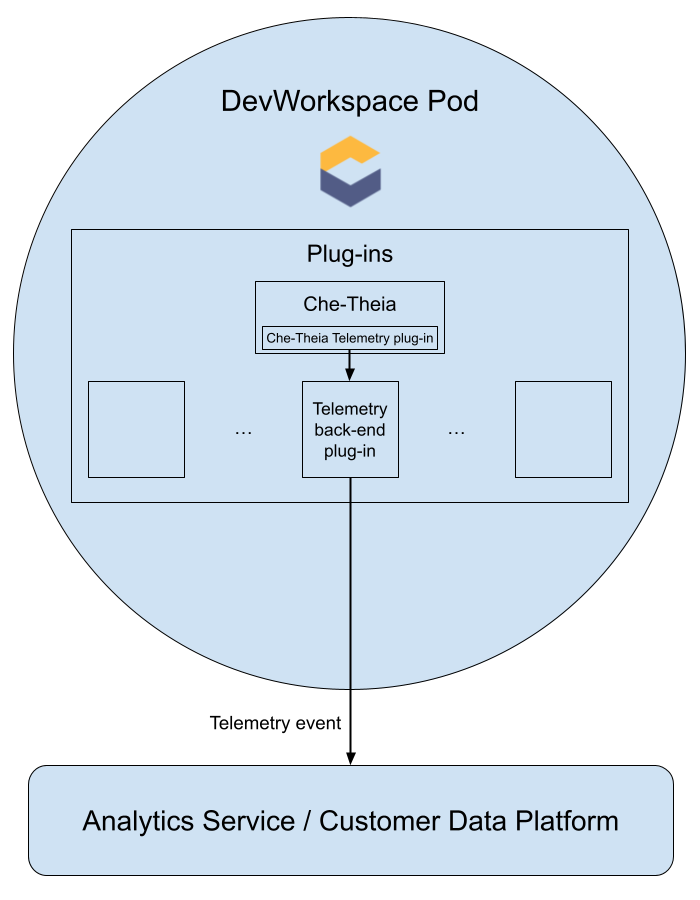 DevWorkspace Pod
Plug-ins
Che-Theia
Che-Theia Telemetry plug-in
...
Telemetry
back-end
plug-in
...
Telemetry event
Analytics Service / Customer Data Platform